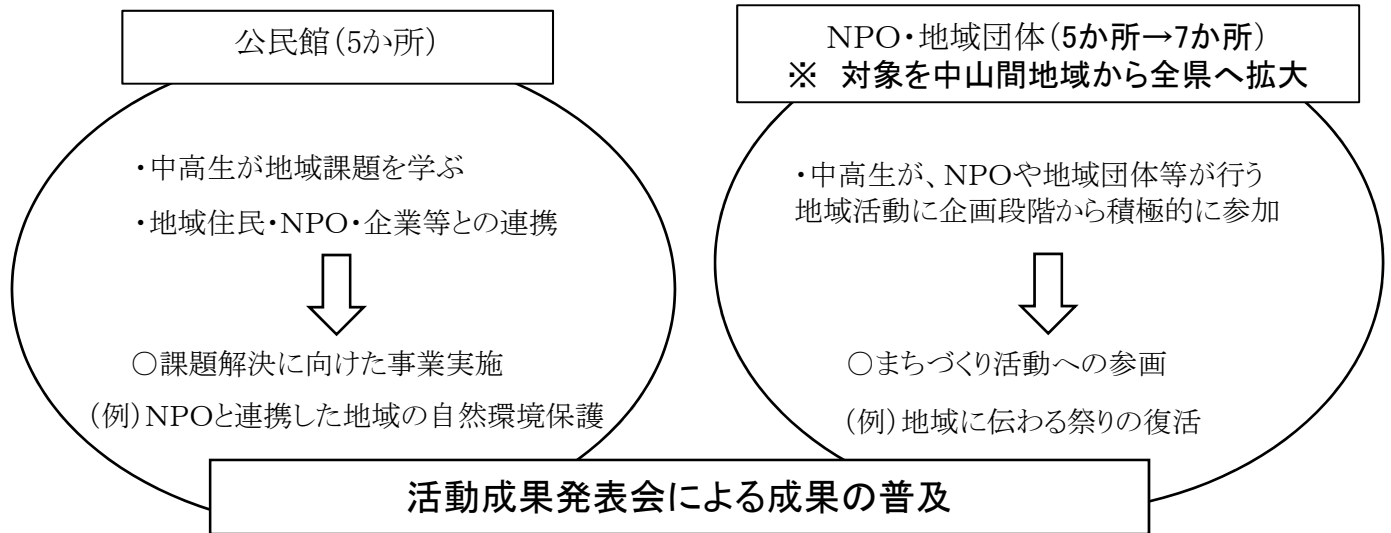 公民館(5か所)
・中高生が地域課題を学ぶ
・地域住民・NPO・企業等との連携
○課題解決に向けた事業実施
(例)NPOと連携した地域の自然環境保護
NPO・地域団体(5か所→7か所)
※ 対象を中山間地域から全県へ拡大
・中高生が、NPOや地域団体等が行う
地域活動に企画段階から積極的に参加
○まちづくり活動への参画
(例)地域に伝わる祭りの復活
活動成果発表会による成果の普及